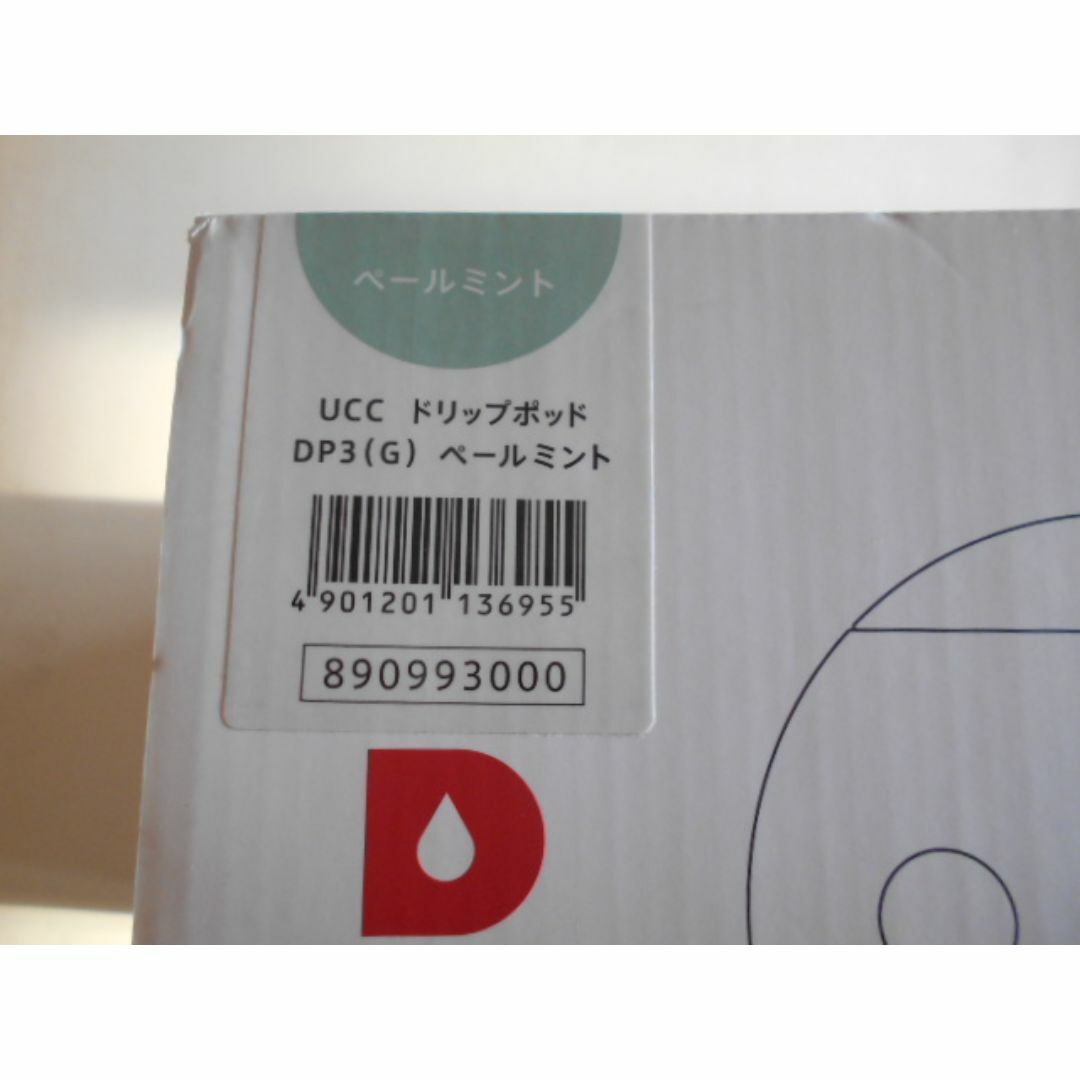 ペールミント
UCC ドリップポッド
DP3(G) ペールミント
4 901201 136955
890993000